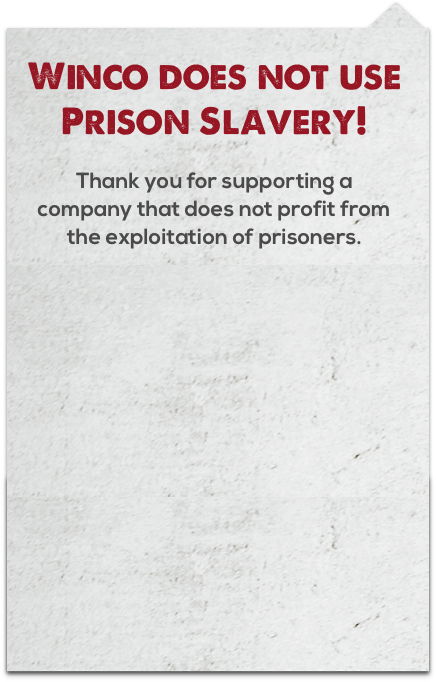 Winco does not use
Prison Slavery!
Thank you for supporting a
company that does not profit from
the exploitation of prisoners.